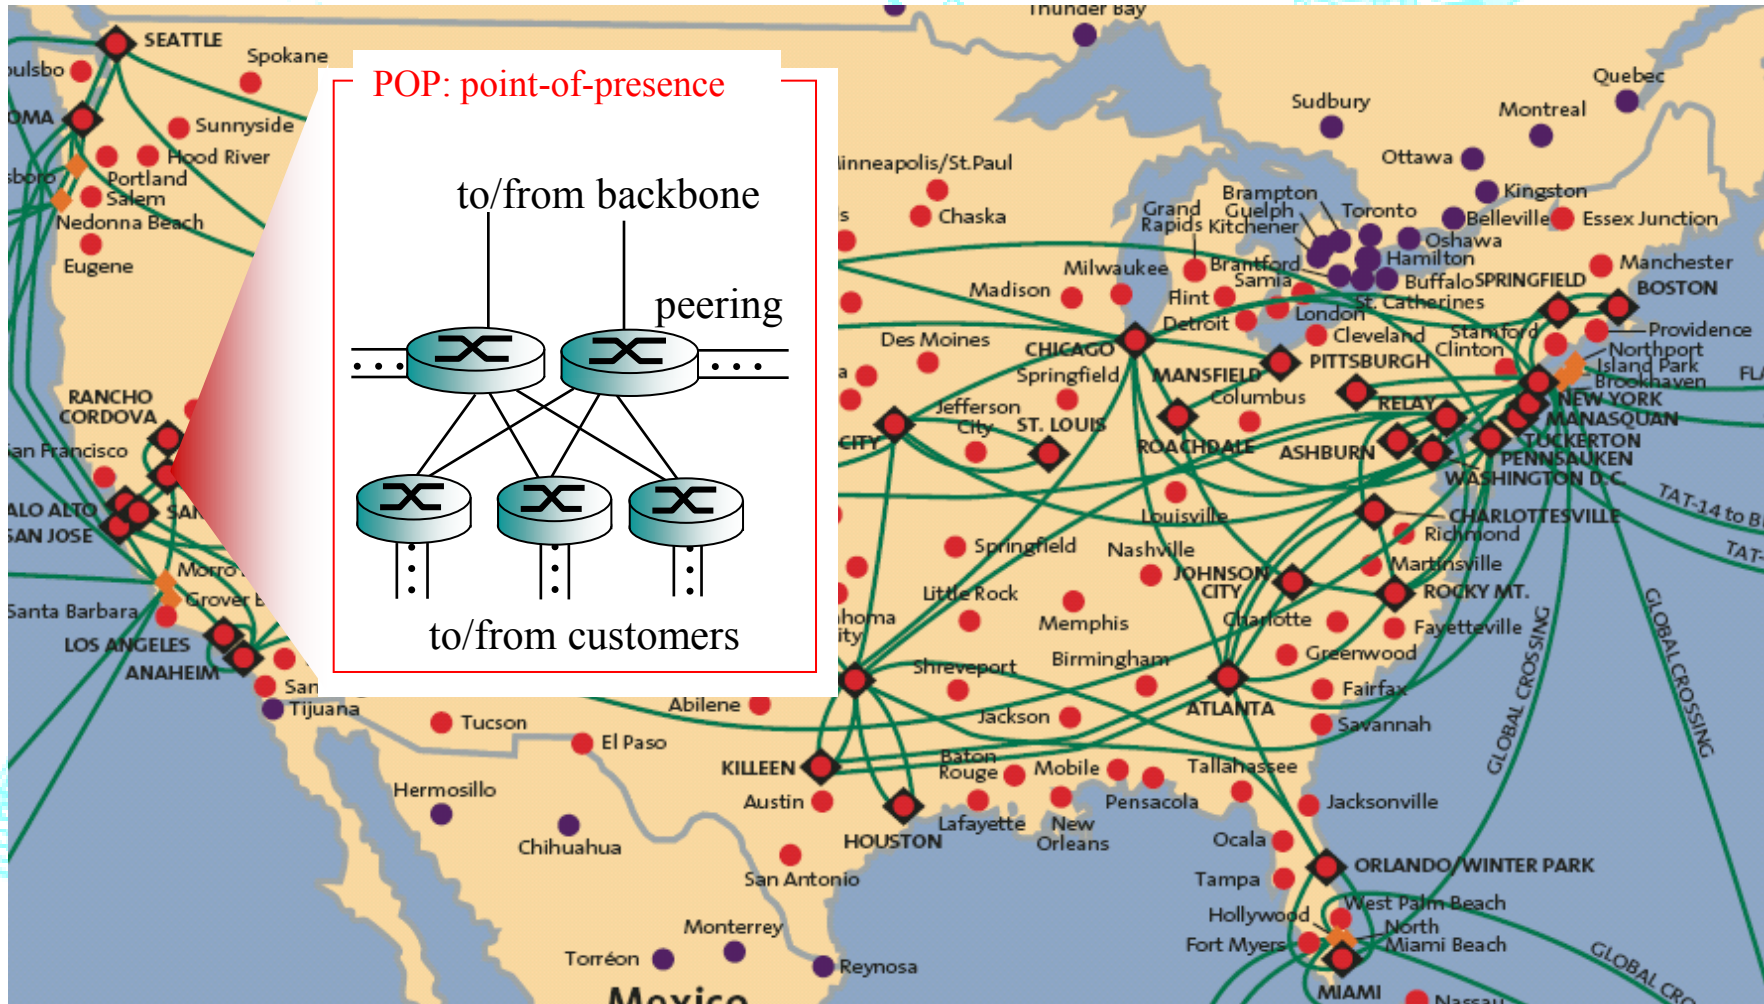 POP: point-of-presence
to/from backbone
peering
to/from customers
SEATTLE
Spokane
Sunnyside
Hood River
Portland
Salem
Nedonna Beach
Eugene
RANCHO
CORDOVA
San Francisco
PALO ALTO
SAN JOSE
Morro
Grover
Santa Barbara
LOS ANGELES
ANAHEIM
San
Tijuana
Tucson
El Paso
Hermosillo
Chihuahua
Thunder Bay
Quebec
Sudbury
Montreal
Ottawa
Kingston
Minneapolis/St.Paul
Chaska
Brampton
Guelph
Kitchener
Toronto
Belleville
Essex Junction
Grand
Rapids
Oshawa
Hamilton
Milwaukee
Brantford
Sarnia
Buffalo
SPRINGFIELD
Manchester
BOSTON
Madison
Flint
St. Catherines
Detroit
London
Cleveland
Stamford
Clinton
Providence
Northport
Island Park
Brookhaven
Des Moines
CHICAGO
Springfield
MANSFIELD
PITTSBURGH
Columbus
RELAY
NEW YORK
MANASQUAN
TUCKERTON
PENNSAUKEN
WASHINGTON D.C.
ASHBURN
Jefferson
City
ST. LOUIS
CITY
ROACHDALE
Louisville
CHARLOTTESVILLE
Richmond
Martinsville
ROCKY MT.
Springfield
Nashville
JOHNSON
CITY
Little Rock
Memphis
Charlotte
Fayetteville
Greenwood
Shreveport
Birmingham
Fairfax
Abilene
Jackson
ATLANTA
Savannah
KILLEEN
Baton
Rouge
Mobile
Tallahassee
Austin
Lafayette
New
Orleans
Pensacola
Jacksonville
HOUSTON
Ocala
San Antonio
Tampa
ORLANDO/WINTER PARK
West Palm Beach
Hollywood
North
Miami Beach
Fort Myers
Monterrey
Torréon
Reynosa
Mexico
MIAMI
Nassau
TAT-14 to
TAT-
GLOBAL CROSSING
GLOBAL CROSSING
GLOBAL